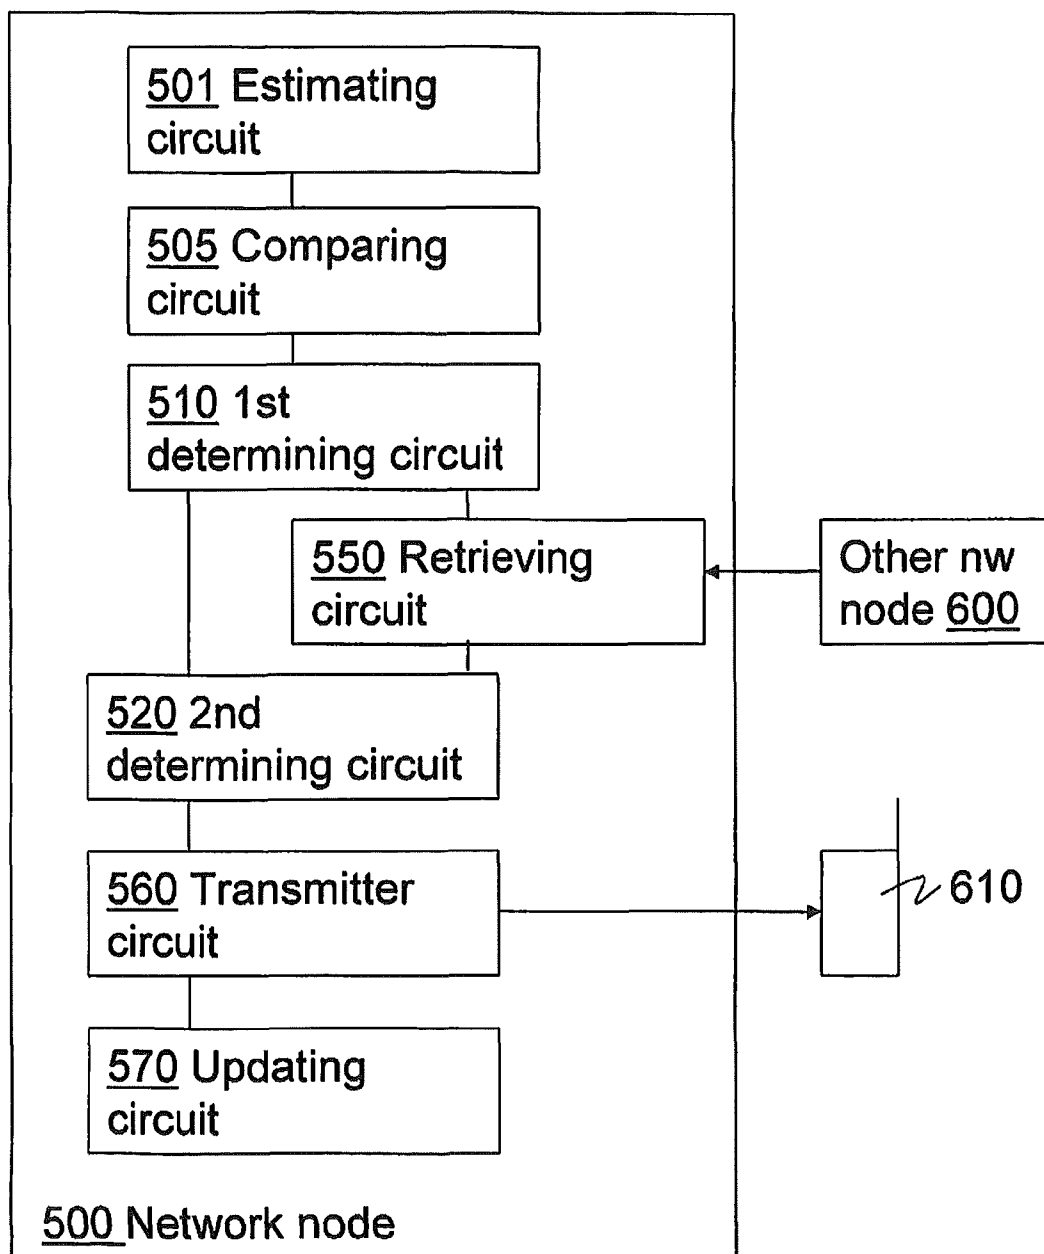 501 Estimating
circuit
505 Comparing
circuit
510 1st
determining circuit
550 Retrieving
circuit
Other nw
node 600
520 2nd
determining circuit
560 Transmitter
circuit
610
570 Updating
circuit
500 Network node